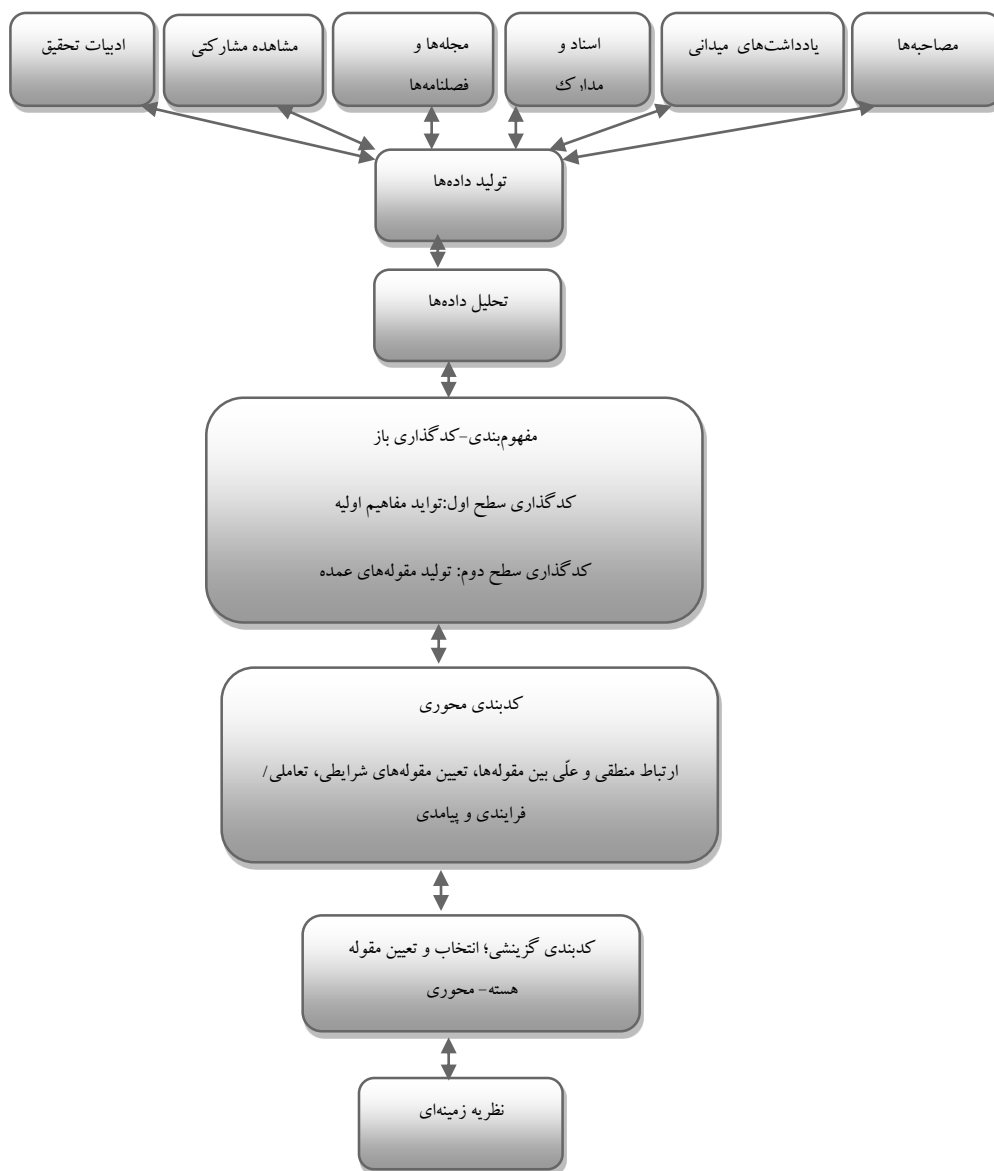 مصاحبه‌ها
یادداشت‌های میدانی
اسناد و
مدارک
مجله‌ها و
فصلنامه‌ها
مشاهده مشارکتی
ادبیات تحقیق
تولید داده‌ها
تحلیل داده‌ها
مفهوم‌بندی-کدگذاری باز
کدگذاری سطح اول:تواید مفاهیم اولیه
کدگذاری سطح دوم: تولید مقوله‌های عمده
کدبندی محوری
ارتباط منطقی و علّی بین مقوله‌ها، تعیین مقوله‌های شرایطی، تعاملی/
فرایندی و پیامدی
کدبندی گزینشی؛ انتخاب و تعیین مقوله
هسته- محوری
نظریه زمینه‌ای